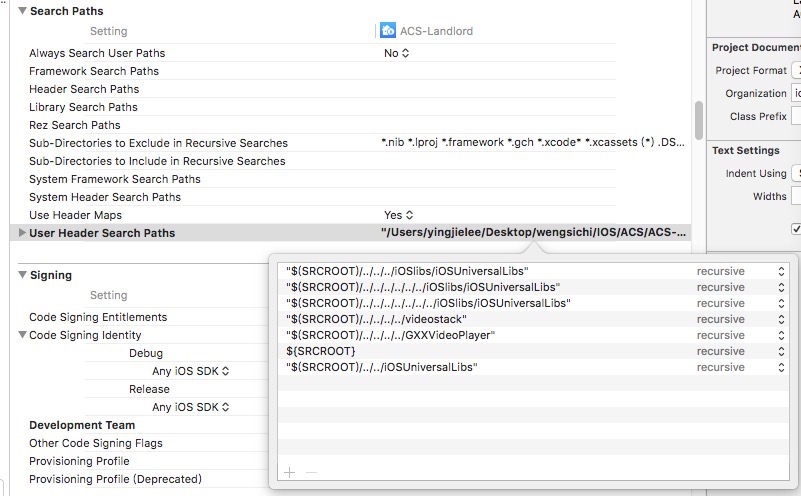 Search Paths
Setting ACS-Landlord
Always Search User Paths No
Framework Search Paths
Header Search Paths
Library Search Paths
Rez Search Paths
Sub-Directories to Exclude in Recursive Searches *.nib *.lproj *.framework *.gch *.xcode* *.xcassets (*) .DS...
Sub-Directories to Include in Recursive Searches
System Framework Search Paths
System Header Search Paths
Use Header Maps Yes
User Header Search Paths "/Users/yingjielee/Desktop/wengsichi/IOS/ACS/ACS-...
"$(SRCROOT)/../../../iOSlibs/iOSUniversalLibs" recursive
"$(SRCROOT)/../../../../../../iOSlibs/iOSUniversalLibs" recursive
"$(SRCROOT)/../../../../../../../iOSlibs/iOSUniversalLibs" recursive
"$(SRCROOT)/../../../../videostack" recursive
"$(SRCROOT)/../../../../GXXVideoPlayer" recursive
${SRCROOT} recursive
"$(SRCROOT)/../../iOSUniversalLibs" recursive
Signing
Setting
Code Signing Entitlements
Code Signing Identity
Debug
Any iOS SDK
Release
Any iOS SDK
Development Team
Other Code Signing Flags
Provisioning Profile
Provisioning Profile (Deprecated)
Project Documen
Project Format
Organization
Class Prefix
Text Settings
Indent Using
Widths